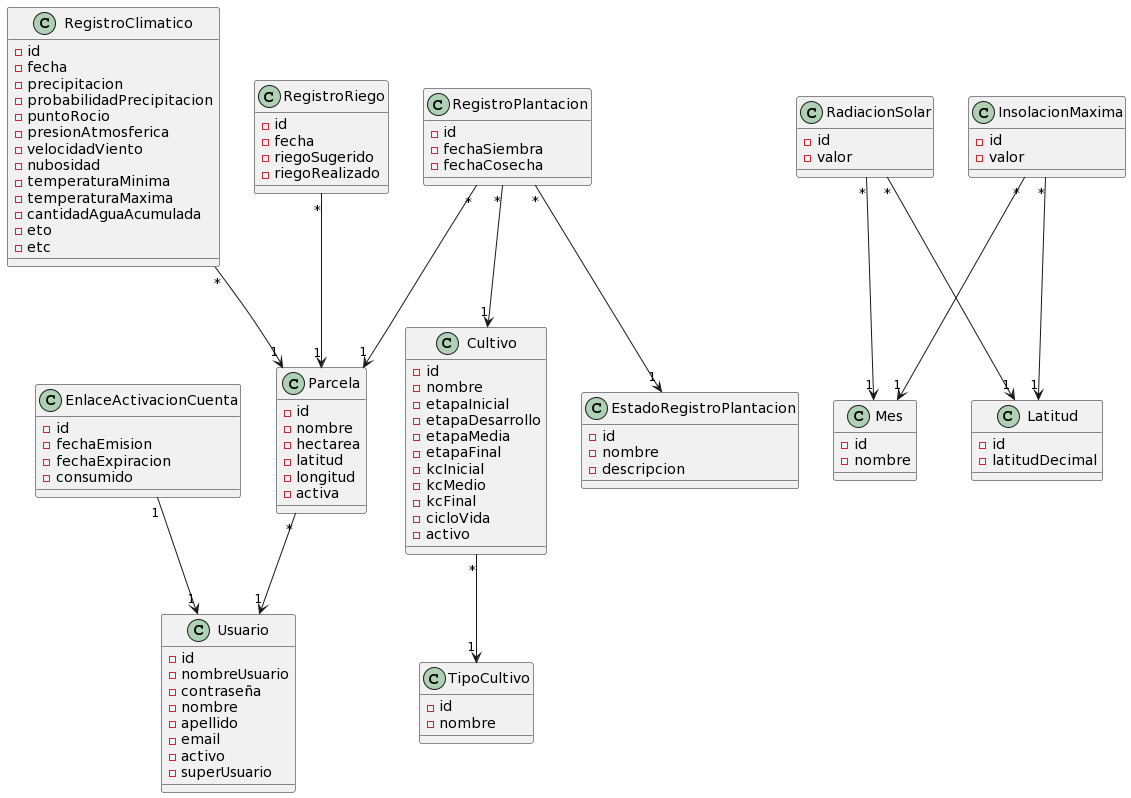 C RegistroClimatico
id
fecha
precipitacion
probabilidadPrecipitacion
puntoRocio
presionAtmosferica
velocidadViento
nubosidad
temperaturaMinima
temperaturaMaxima
cantidadAguaAcumulada
eto
etc
C RegistroRiego
id
fecha
riegoSugerido
riegoRealizado
C RegistroPlantacion
id
fechaSiembra
fechaCosecha
C RadiacionSolar
id
valor
C InsolacionMaxima
id
valor
*
*
*
*
*
*
*
*
*
1
1
1
1
1
1
1
1
1
C Cultivo
id
nombre
etapaInicial
etapaDesarrollo
etapaMedia
etapaFinal
kcInicial
kcMedio
kcFinal
cicloVida
activo
C Parcela
id
nombre
hectarea
latitud
longitud
activa
C EnlaceActivacionCuenta
id
fechaEmision
fechaExpiracion
consumido
C EstadoRegistroPlantacion
id
nombre
descripcion
C Mes
id
nombre
C Latitud
id
latitudDecimal
1
*
*
1
1
1
C Usuario
id
nombreUsuario
contraseña
nombre
apellido
email
activo
superUsuario
C TipoCultivo
id
nombre